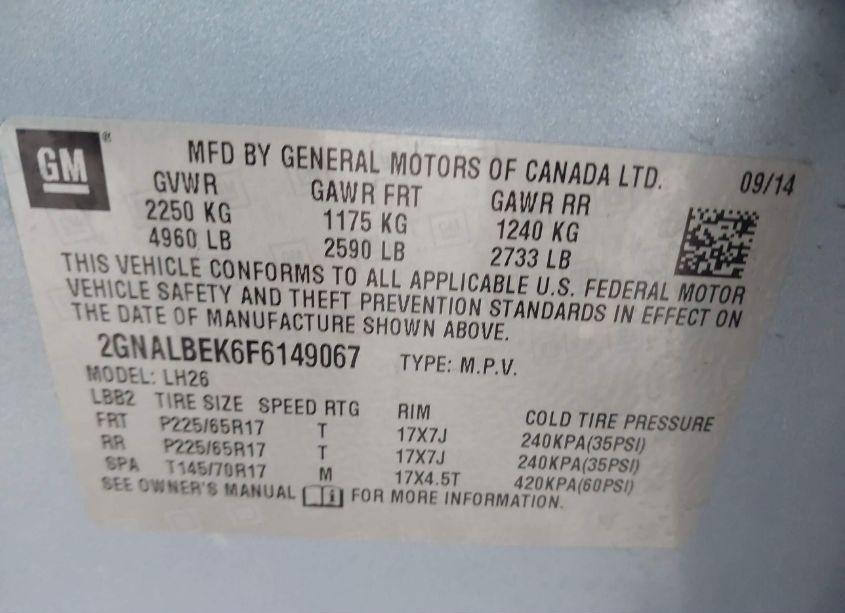 GM ®
MFD BY GENERAL MOTORS OF CANADA LTD. 09/14
GVWR GAWR FRT GAWR RR
2250 KG 1175 KG 1240 KG
4960 LB 2590 LB 2733 LB
THIS VEHICLE CONFORMS TO ALL APPLICABLE U.S. FEDERAL MOTOR
VEHICLE SAFETY AND THEFT PREVENTION STANDARDS IN EFFECT ON
THE DATE OF MANUFACTURE SHOWN ABOVE.
2GNALBEK6F6149067 TYPE: M.P.V.
MODEL: LH26
LBB2 TIRE SIZE SPEED RTG RIM COLD TIRE PRESSURE
FRT P225/65R17 T 17X7J 240KPA(35PSI)
RR P225/65R17 T 17X7J 240KPA(35PSI)
SPA T145/70R17 M 17X4.5T 420KPA(60PSI)
SEE OWNER'S MANUAL FOR MORE INFORMATION.